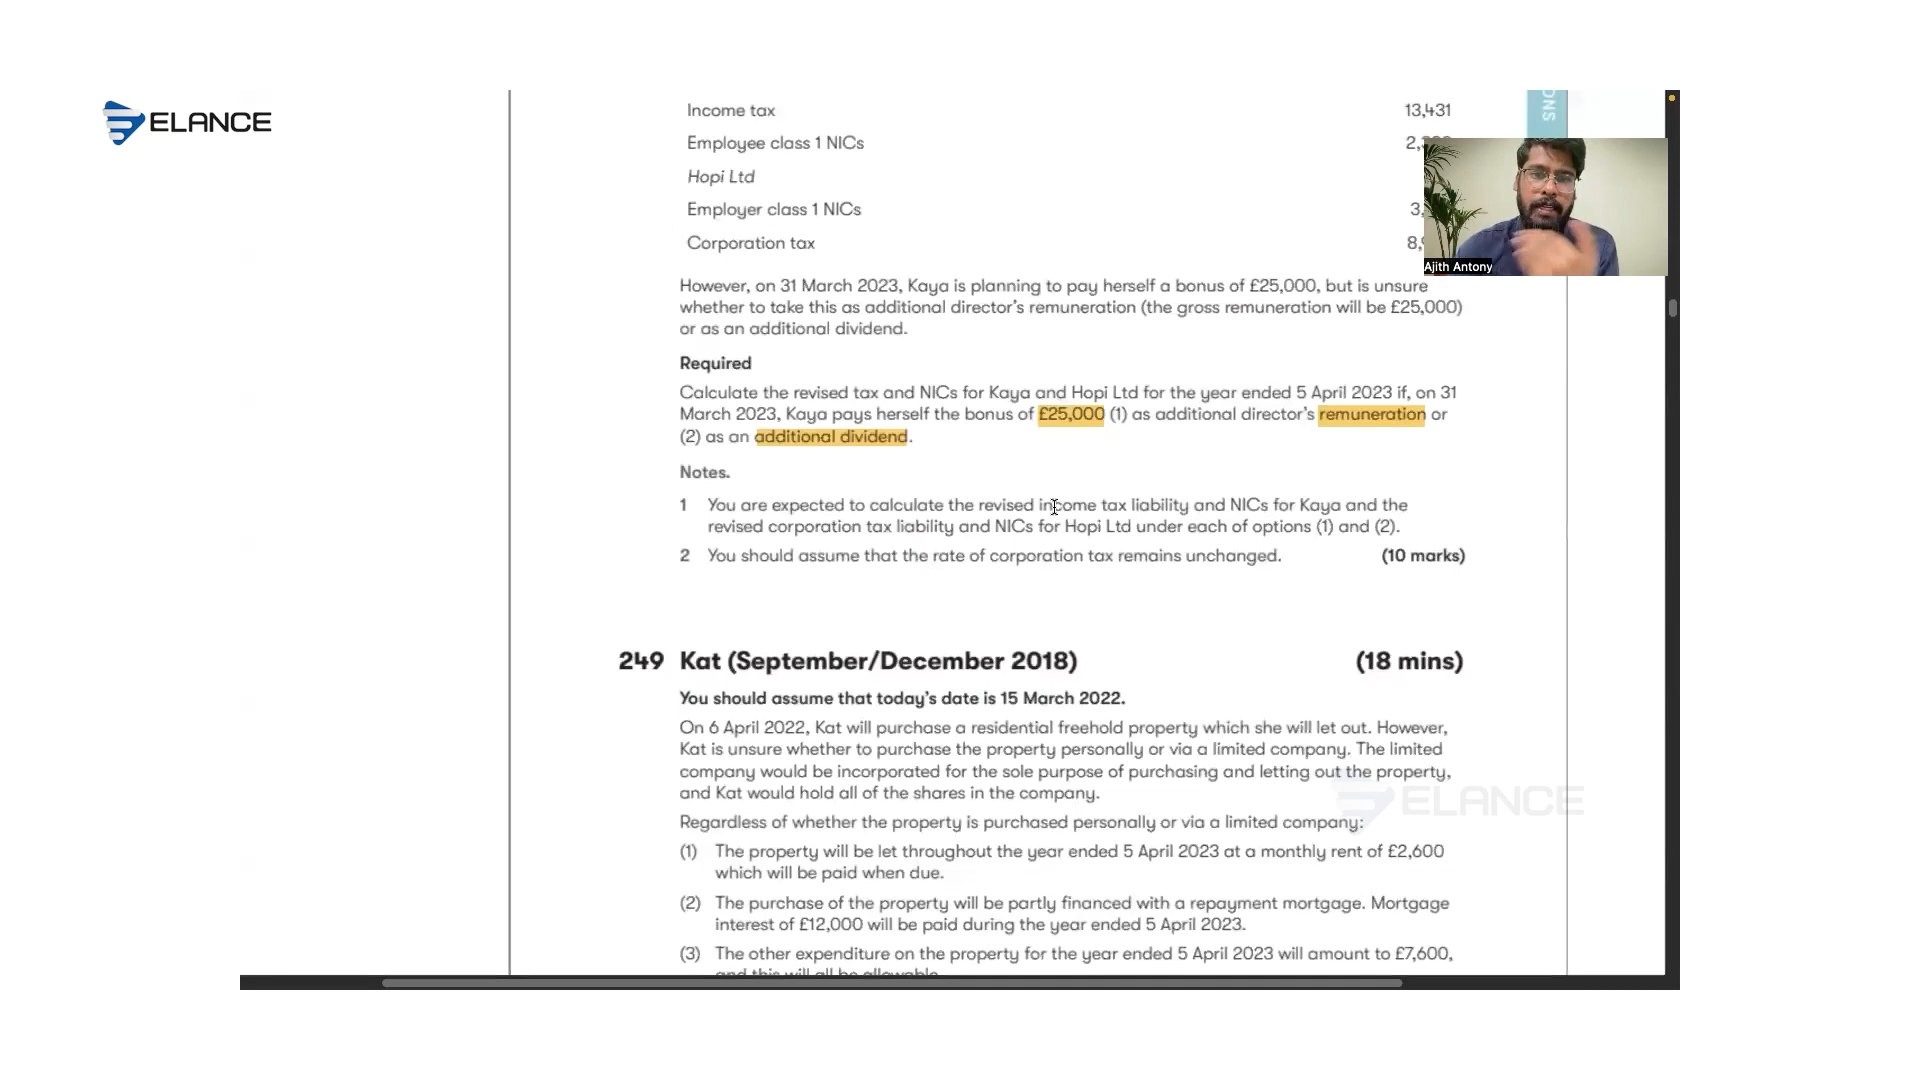 ELANCE
SNO
Income tax 13,431
Employee class 1 NICs 2,
Hopi Ltd
Employer class 1 NICs 3,
Corporation tax 8,
Ajith Antony
However, on 31 March 2023, Kaya is planning to pay herself a bonus of £25,000, but is unsure
whether to take this as additional director's remuneration (the gross remuneration will be £25,000)
or as an additional dividend.
Required
Calculate the revised tax and NICs for Kaya and Hopi Ltd for the year ended 5 April 2023 if, on 31
March 2023, Kaya pays herself the bonus of £25,000 (1) as additional director's remuneration or
(2) as an additional dividend.
Notes.
1 You are expected to calculate the revised income tax liability and NICs for Kaya and the
revised corporation tax liability and NICs for Hopi Ltd under each of options (1) and (2).
2 You should assume that the rate of corporation tax remains unchanged. (10 marks)
249 Kat (September/December 2018) (18 mins)
You should assume that today's date is 15 March 2022.
On 6 April 2022, Kat will purchase a residential freehold property which she will let out. However,
Kat is unsure whether to purchase the property personally or via a limited company. The limited
company would be incorporated for the sole purpose of purchasing and letting out the property,
and Kat would hold all of the shares in the company.
ELANCE
Regardless of whether the property is purchased personally or via a limited company:
(1) The property will be let throughout the year ended 5 April 2023 at a monthly rent of £2,600
which will be paid when due.
(2) The purchase of the property will be partly financed with a repayment mortgage. Mortgage
interest of £12,000 will be paid during the year ended 5 April 2023.
(3) The other expenditure on the property for the year ended 5 April 2023 will amount to £7,600,
and this will all be allowable.